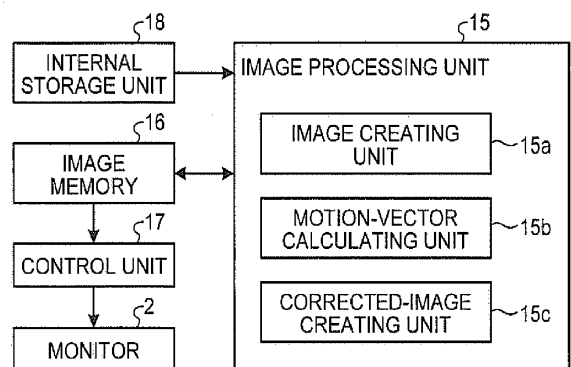 18
INTERNAL
STORAGE UNIT
16
IMAGE
MEMORY
17
CONTROL UNIT
2
MONITOR
15
IMAGE PROCESSING UNIT
IMAGE CREATING
UNIT
15a
MOTION-VECTOR
CALCULATING UNIT
15b
CORRECTED-IMAGE
CREATING UNIT
15c